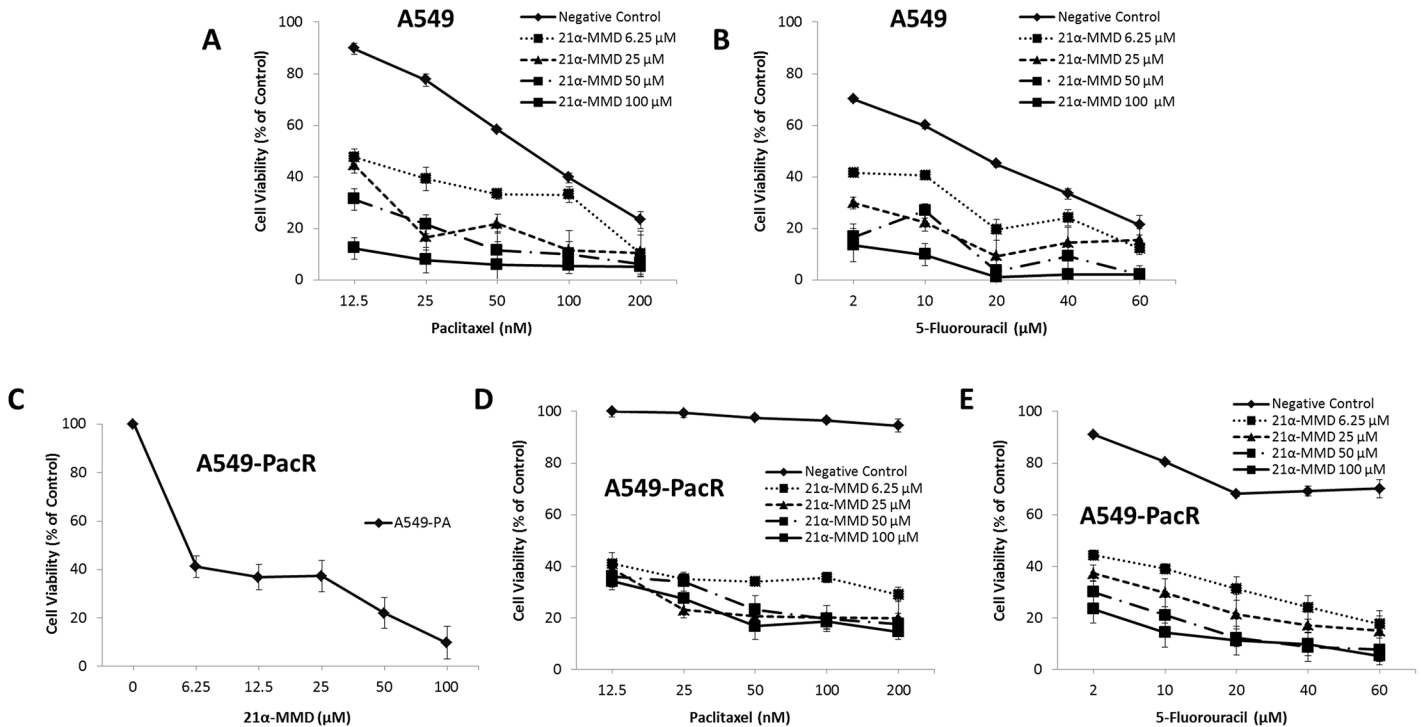 A
A549
Negative Control
21α-MMD 6.25 µM
21α-MMD 25 µM
21α-MMD 50 µM
21α-MMD 100 µM
Cell Viability (% of Control)
100
80
60
40
20
0
12.5 25 50 100 200
Paclitaxel (nM)
B
A549
Negative Control
21α-MMD 6.25 µM
21α-MMD 25 µM
21α-MMD 50 µM
21α-MMD 100 µM
Cell Viability (% of Control)
100
80
60
40
20
0
2 10 20 40 60
5-Fluorouracil (µM)
C
A549-PacR
A549-PA
Cell Viability (% of Control)
100
80
60
40
20
0
0 6.25 12.5 25 50 100
21α-MMD (µM)
D
A549-PacR
Negative Control
21α-MMD 6.25 µM
21α-MMD 25 µM
21α-MMD 50 µM
21α-MMD 100 µM
Cell Viability (% of Control)
100
80
60
40
20
0
12.5 25 50 100 200
Paclitaxel (nM)
E
Negative Control
21α-MMD 6.25 µM
21α-MMD 25 µM
21α-MMD 50 µM
21α-MMD 100 µM
A549-PacR
Cell Viability (% of Control)
100
80
60
40
20
0
2 10 20 40 60
5-Fluorouracil (µM)